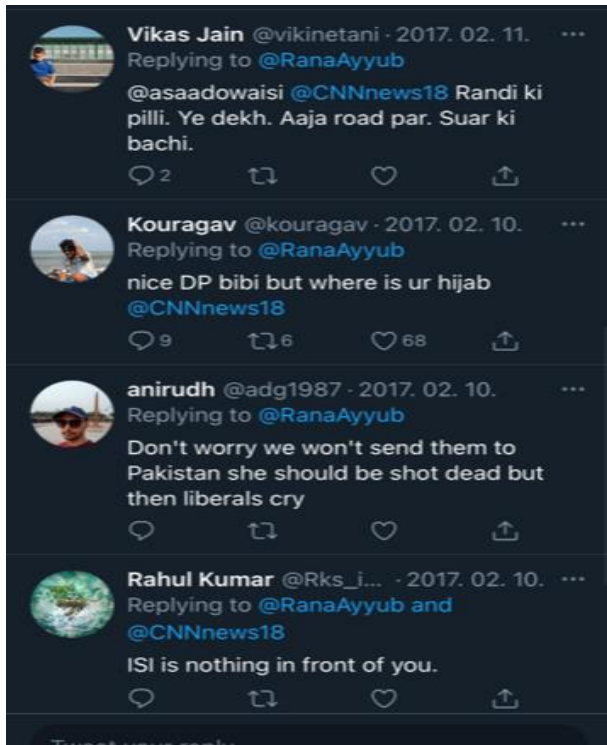 Vikas Jain @vikinetani · 2017. 02. 11. ...
Replying to @RanaAyyub
@asaadowaisi @CNNnews18 Randi ki
pilli. Ye dekh. Aaja road par. Suar ki
bachi.
2
Kouragav @kouragav · 2017. 02. 10. ...
Replying to @RanaAyyub
nice DP bibi but where is ur hijab
@CNNnews18
9 6 68
anirudh @adg1987 · 2017. 02. 10. ...
Replying to @RanaAyyub
Don't worry we won't send them to
Pakistan she should be shot dead but
then liberals cry
Rahul Kumar @Rks_i... · 2017. 02. 10. ...
Replying to @RanaAyyub and
@CNNnews18
ISI is nothing in front of you.
Tweet your reply